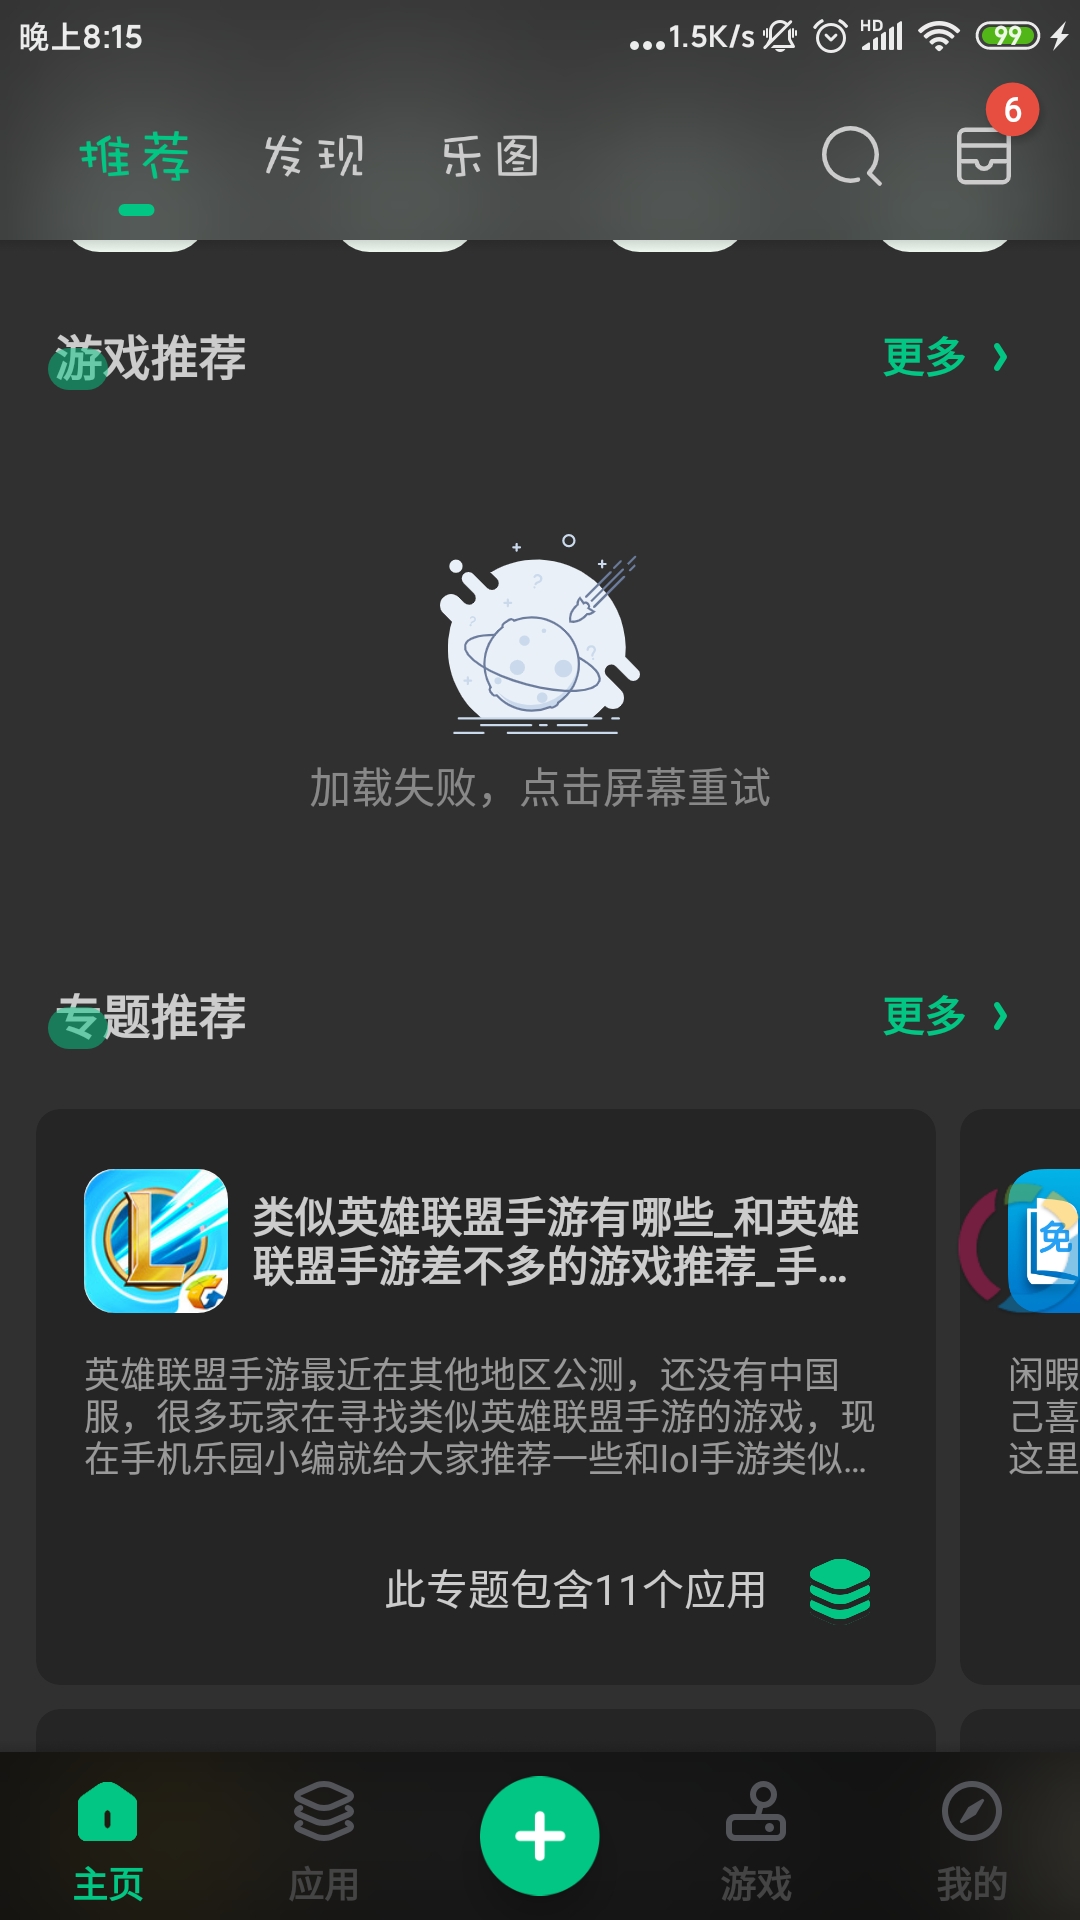 晚上8:15
...1.5K/s
HD
99
推荐
发现
乐图
6
游戏推荐
更多
加载失败，点击屏幕重试
专题推荐
更多
类似英雄联盟手游有哪些_和英雄
联盟手游差不多的游戏推荐_手...
英雄联盟手游最近在其他地区公测，还没有中国
服，很多玩家在寻找类似英雄联盟手游的游戏，现
在手机乐园小编就给大家推荐一些和lol手游类似...
此专题包含11个应用
免
闲暇
己喜
这里
主页
应用
游戏
我的